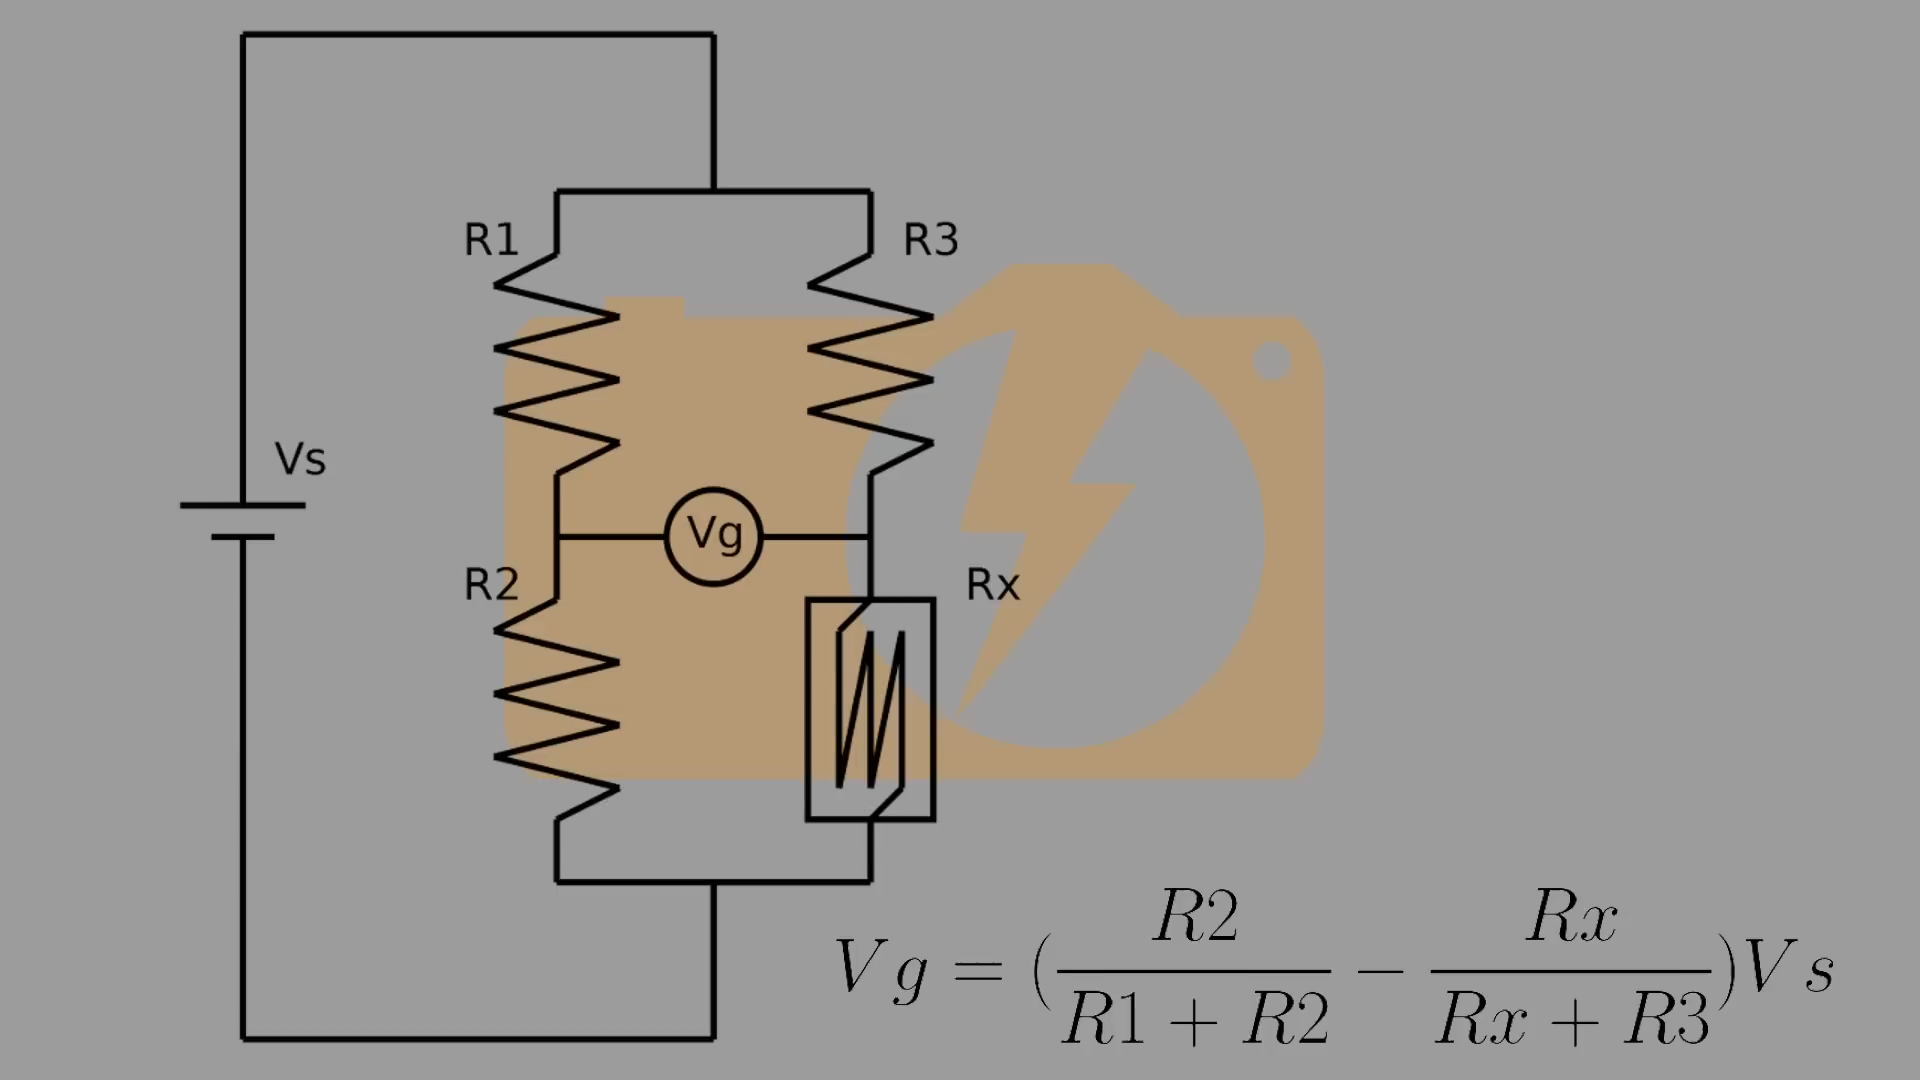 R1
R3
Vs
Vg
R2
Rx
Vg = (R2/(R1 + R2) − Rx/(Rx + R3))Vs